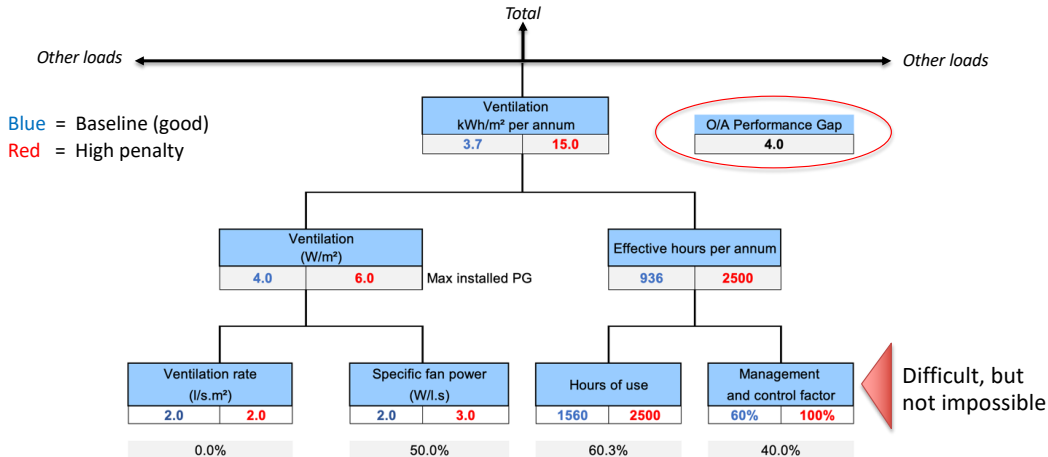 Total
Other loads
Other loads
Ventilation
kWh/m² per annum
3.7 15.0
O/A Performance Gap
4.0
Blue = Baseline (good)
Red = High penalty
Ventilation
(W/m²)
4.0 6.0
Max installed PG
Effective hours per annum
936 2500
Ventilation rate
(l/s.m²)
2.0 2.0
0.0%
Specific fan power
(W/l.s)
2.0 3.0
50.0%
Hours of use
1560 2500
60.3%
Management
and control factor
60% 100%
40.0%
Difficult, but
not impossible